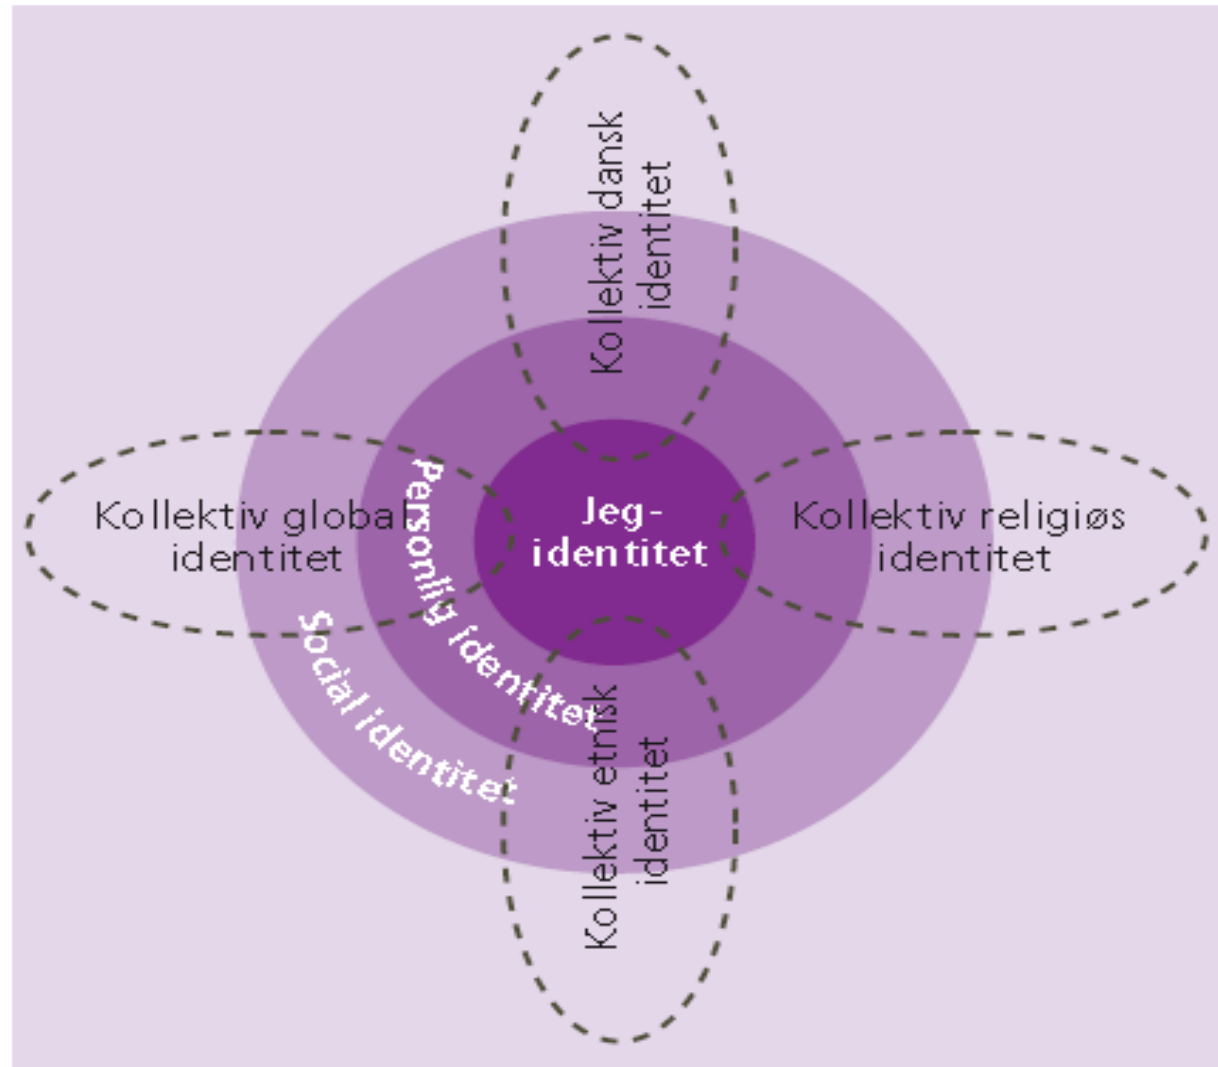 Kollektiv dansk
identitet
Kollektiv global
identitet
Personlig identitet
Social identitet
Jeg-
identitet
Kollektiv religiøs
identitet
Kollektiv etnisk
identitet